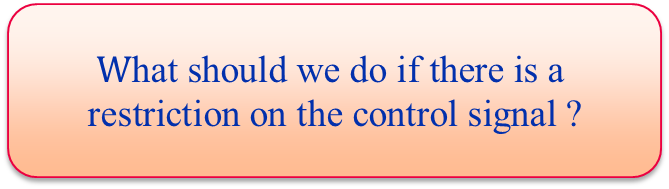 What should we do if there is a
restriction on the control signal ?